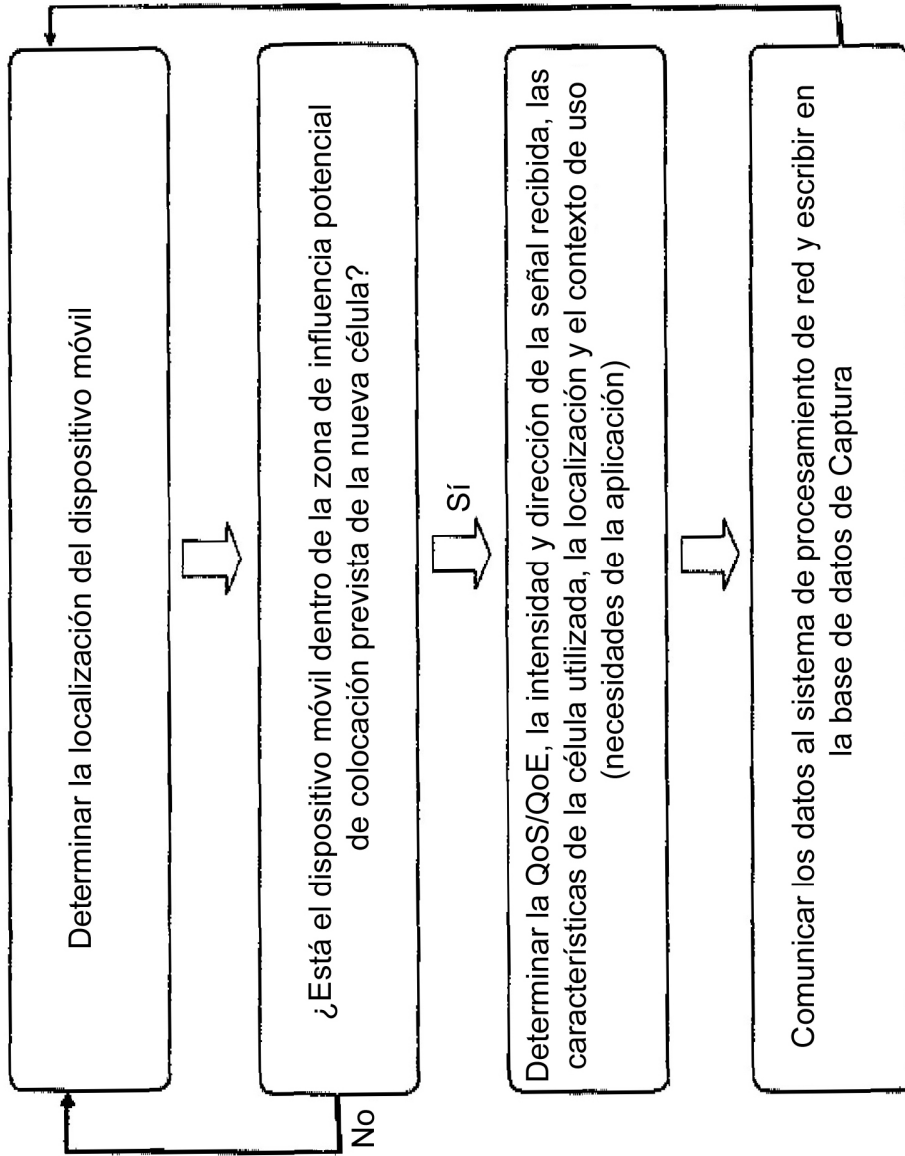 Determinar la localización del dispositivo móvil
¿Está el dispositivo móvil dentro de la zona de influencia potencial
de colocación prevista de la nueva célula?
No
Sí
Determinar la QoS/QoE, la intensidad y dirección de la señal recibida, las
características de la célula utilizada, la localización y el contexto de uso
(necesidades de la aplicación)
Comunicar los datos al sistema de procesamiento de red y escribir en
la base de datos de Captura